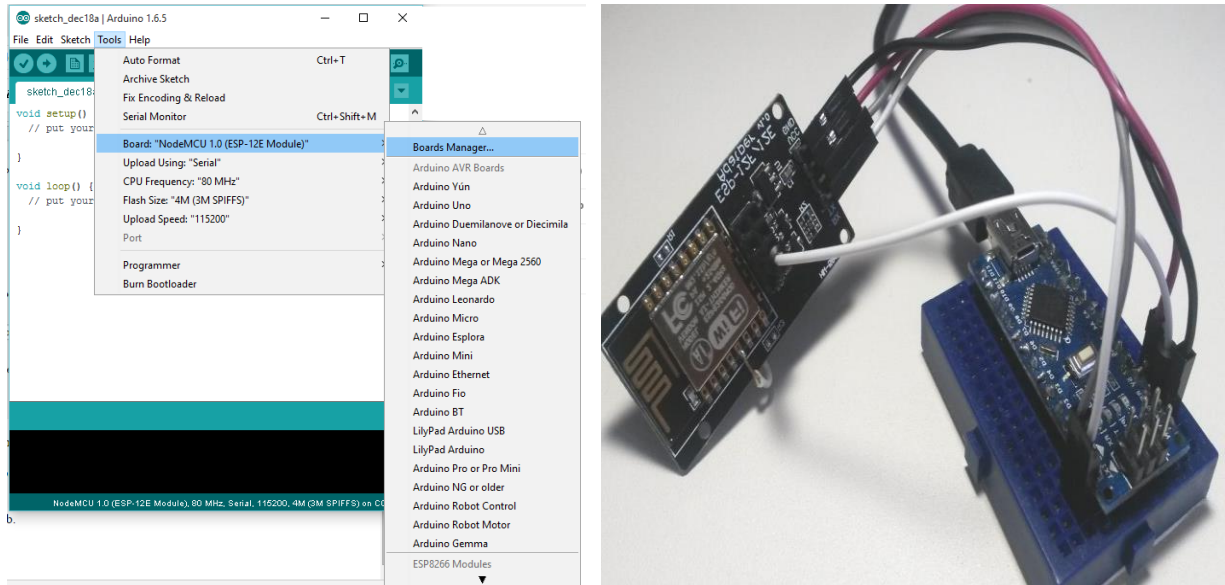 sketch_dec18a | Arduino 1.6.5
File Edit Sketch Tools Help
sketch_dec18
void setup()
// put your
}
void loop() {
// put your
}
Auto Format Ctrl+T
Archive Sketch
Fix Encoding & Reload
Serial Monitor Ctrl+Shift+M
Board: "NodeMCU 1.0 (ESP-12E Module)"
Upload Using: "Serial"
CPU Frequency: "80 MHz"
Flash Size: "4M (3M SPIFFS)"
Upload Speed: "115200"
Port
Programmer
Burn Bootloader
Boards Manager...
Arduino AVR Boards
Arduino Yún
Arduino Uno
Arduino Duemilanove or Diecimila
Arduino Nano
Arduino Mega or Mega 2560
Arduino Mega ADK
Arduino Leonardo
Arduino Micro
Arduino Esplora
Arduino Mini
Arduino Ethernet
Arduino Fio
Arduino BT
LilyPad Arduino USB
LilyPad Arduino
Arduino Pro or Pro Mini
Arduino NG or older
Arduino Robot Control
Arduino Robot Motor
Arduino Gemma
ESP8266 Modules
NodeMCU 1.0 (ESP-12E Module), 80 MHz, Serial, 115200, 4M (3M SPIFFS) on CO
b.
GND
VCC
Adapter
ESP-12E